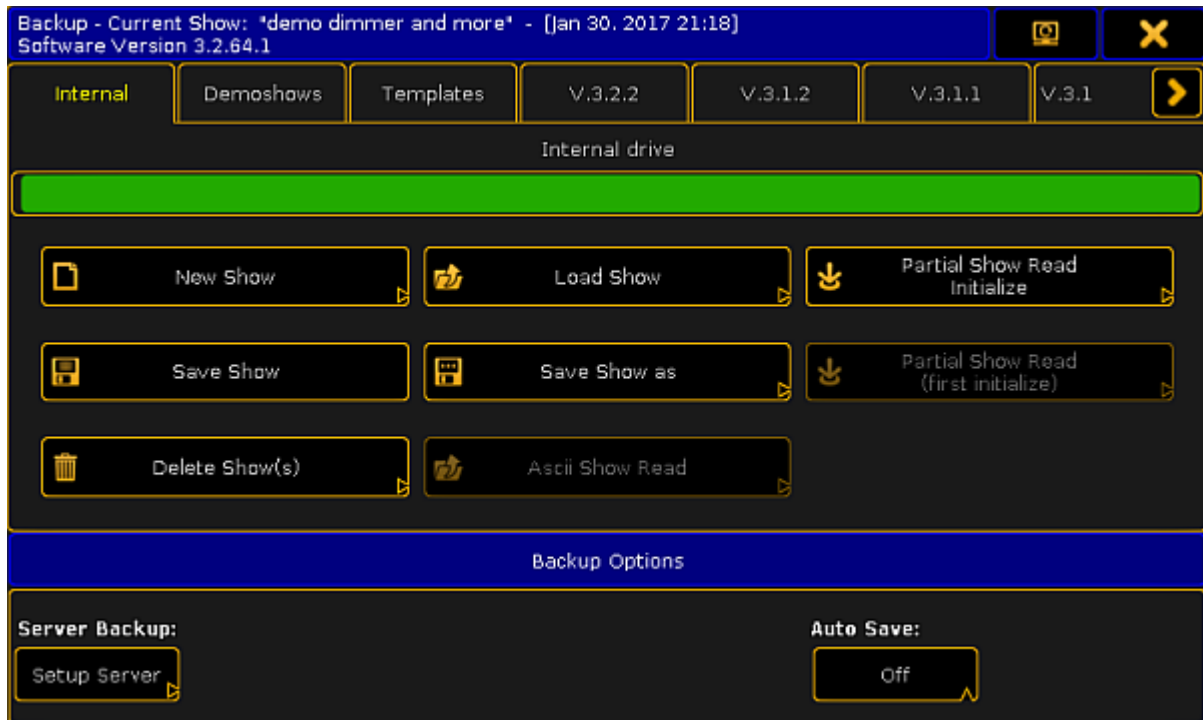 Backup - Current Show: "demo dimmer and more" - [Jan 30. 2017 21:18]
Software Version 3.2.64.1
Internal
Demoshows
Templates
V.3.2.2
V.3.1.2
V.3.1.1
V.3.1
Internal drive
New Show
Load Show
Partial Show Read
Initialize
Save Show
Save Show as
Partial Show Read
(first initialize)
Delete Show(s)
Ascii Show Read
Backup Options
Server Backup:
Auto Save:
Setup Server
Off